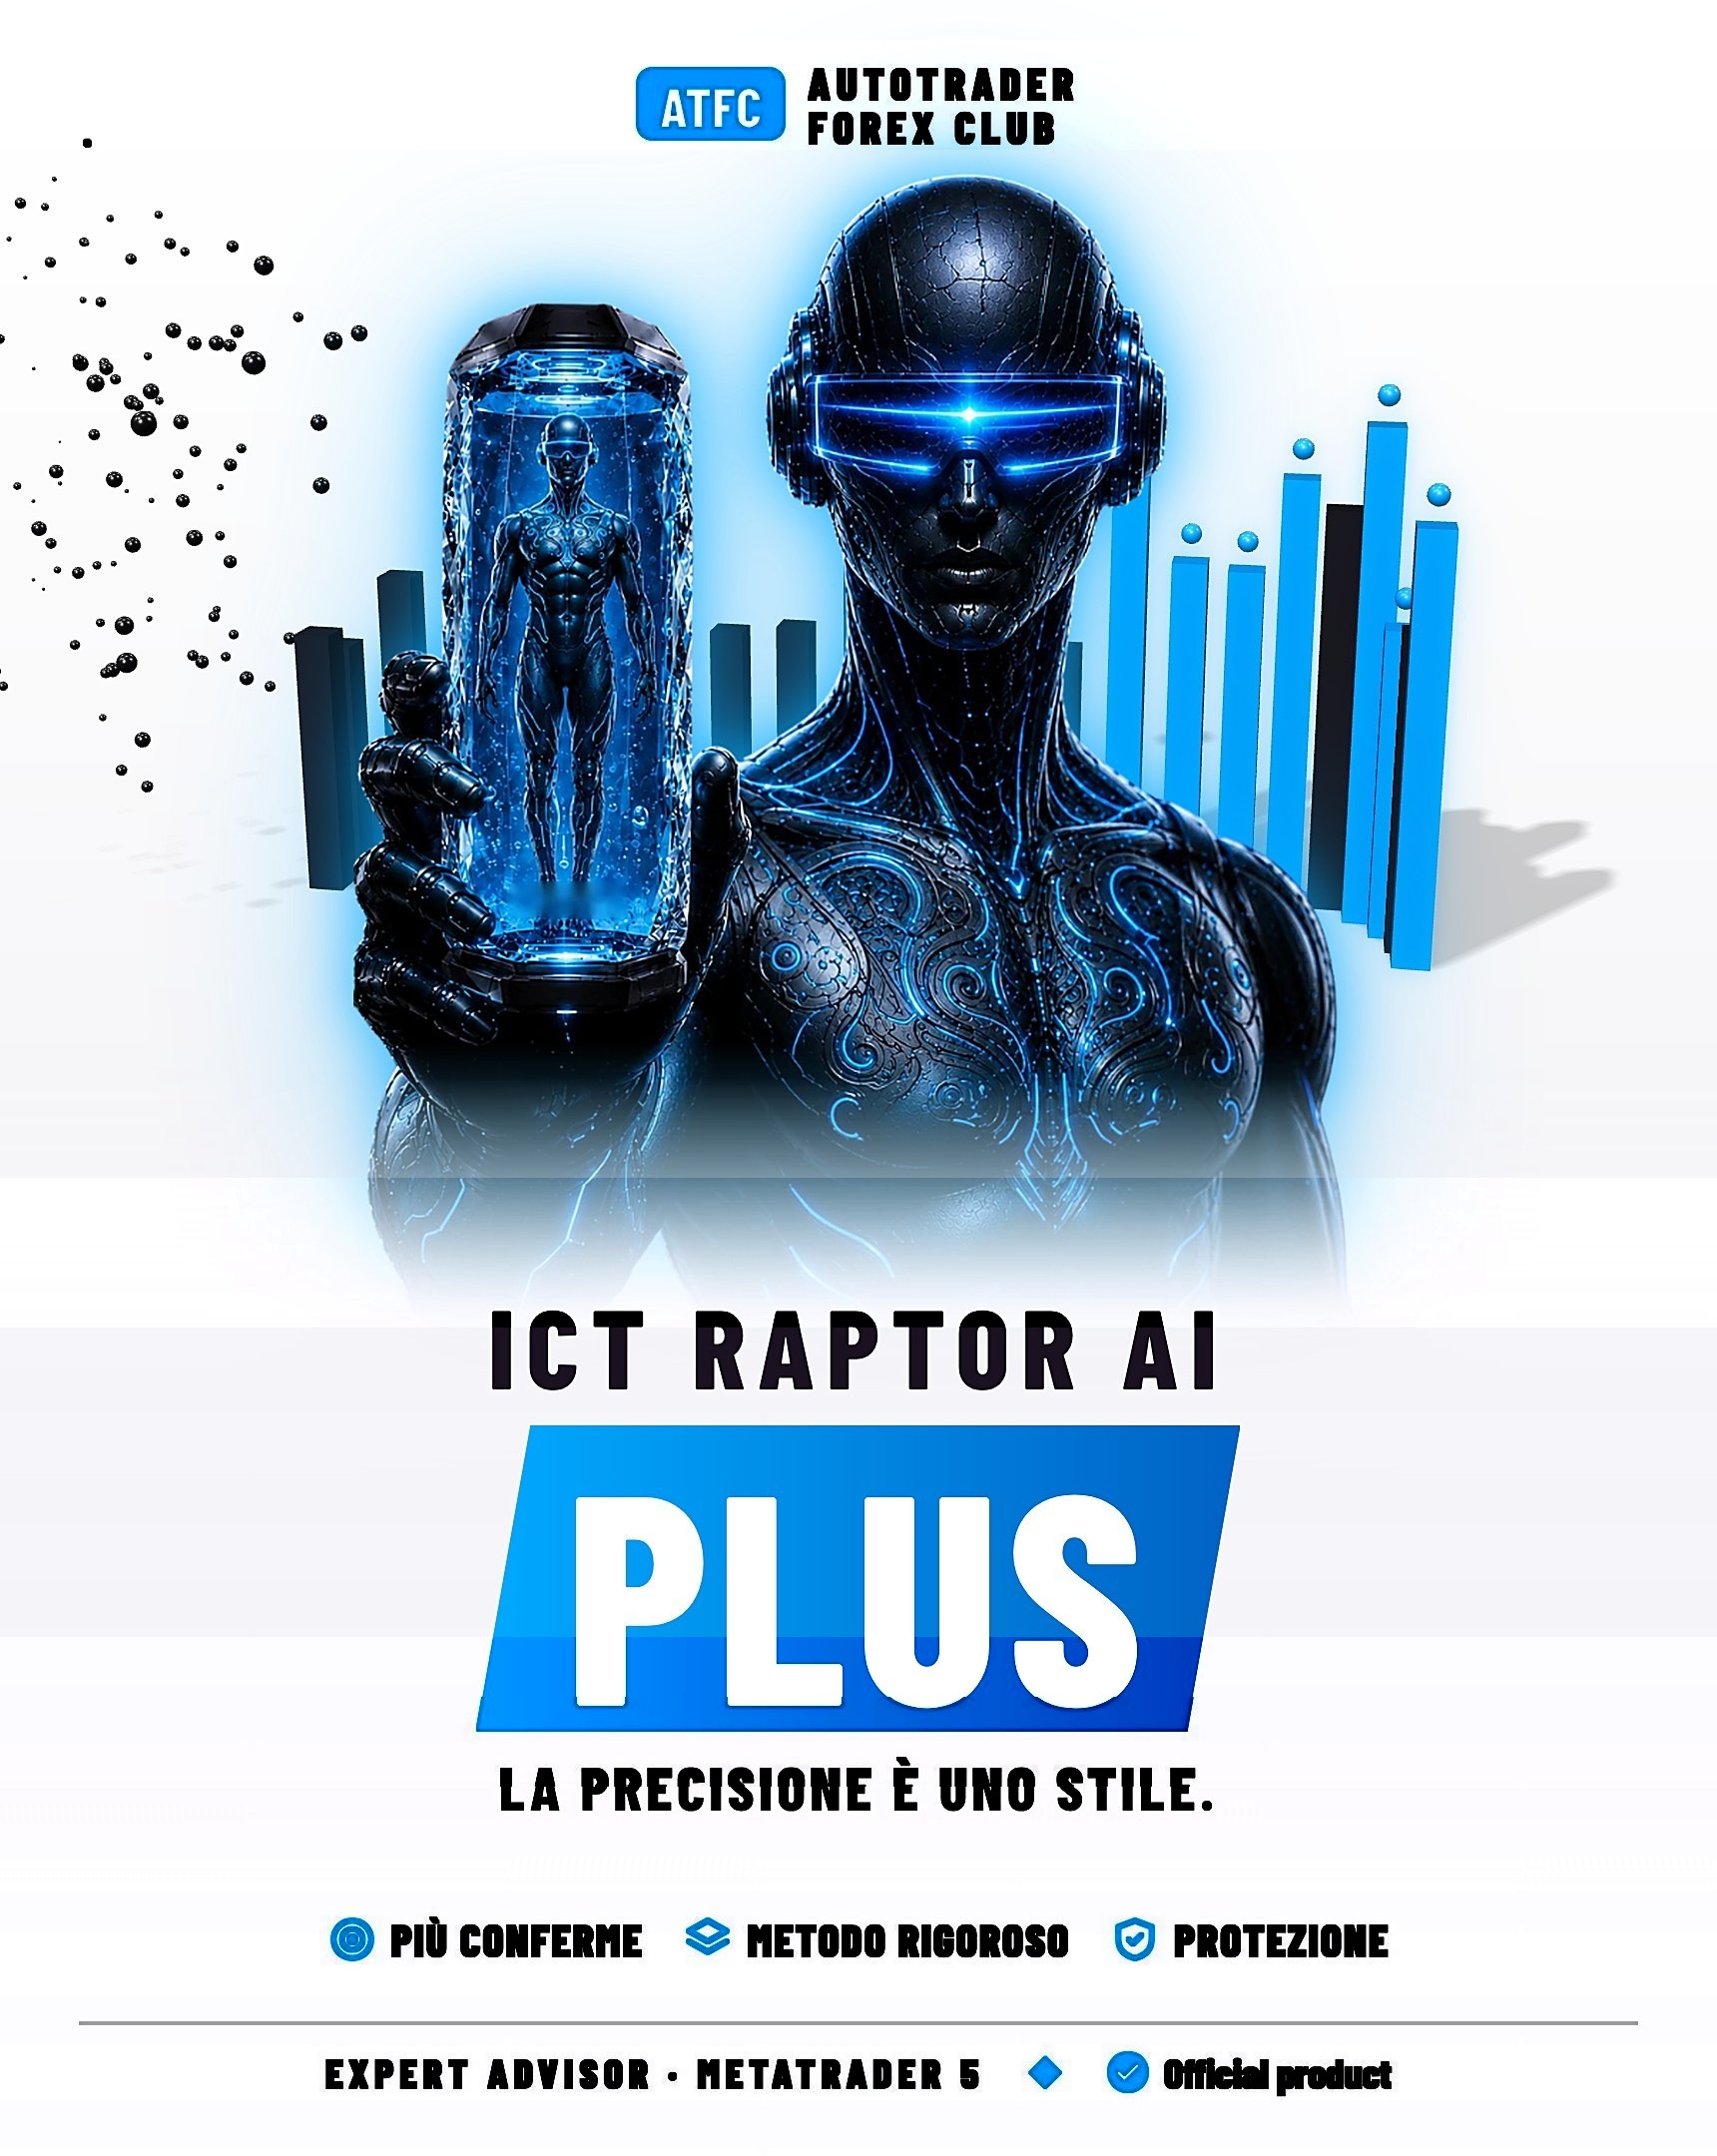 ATFC
AUTOTRADER
FOREX CLUB
ICT RAPTOR AI
PLUS
LA PRECISIONE È UNO STILE.
PIÙ CONFERME METODO RIGOROSO PROTEZIONE
EXPERT ADVISOR · METATRADER 5 Official product